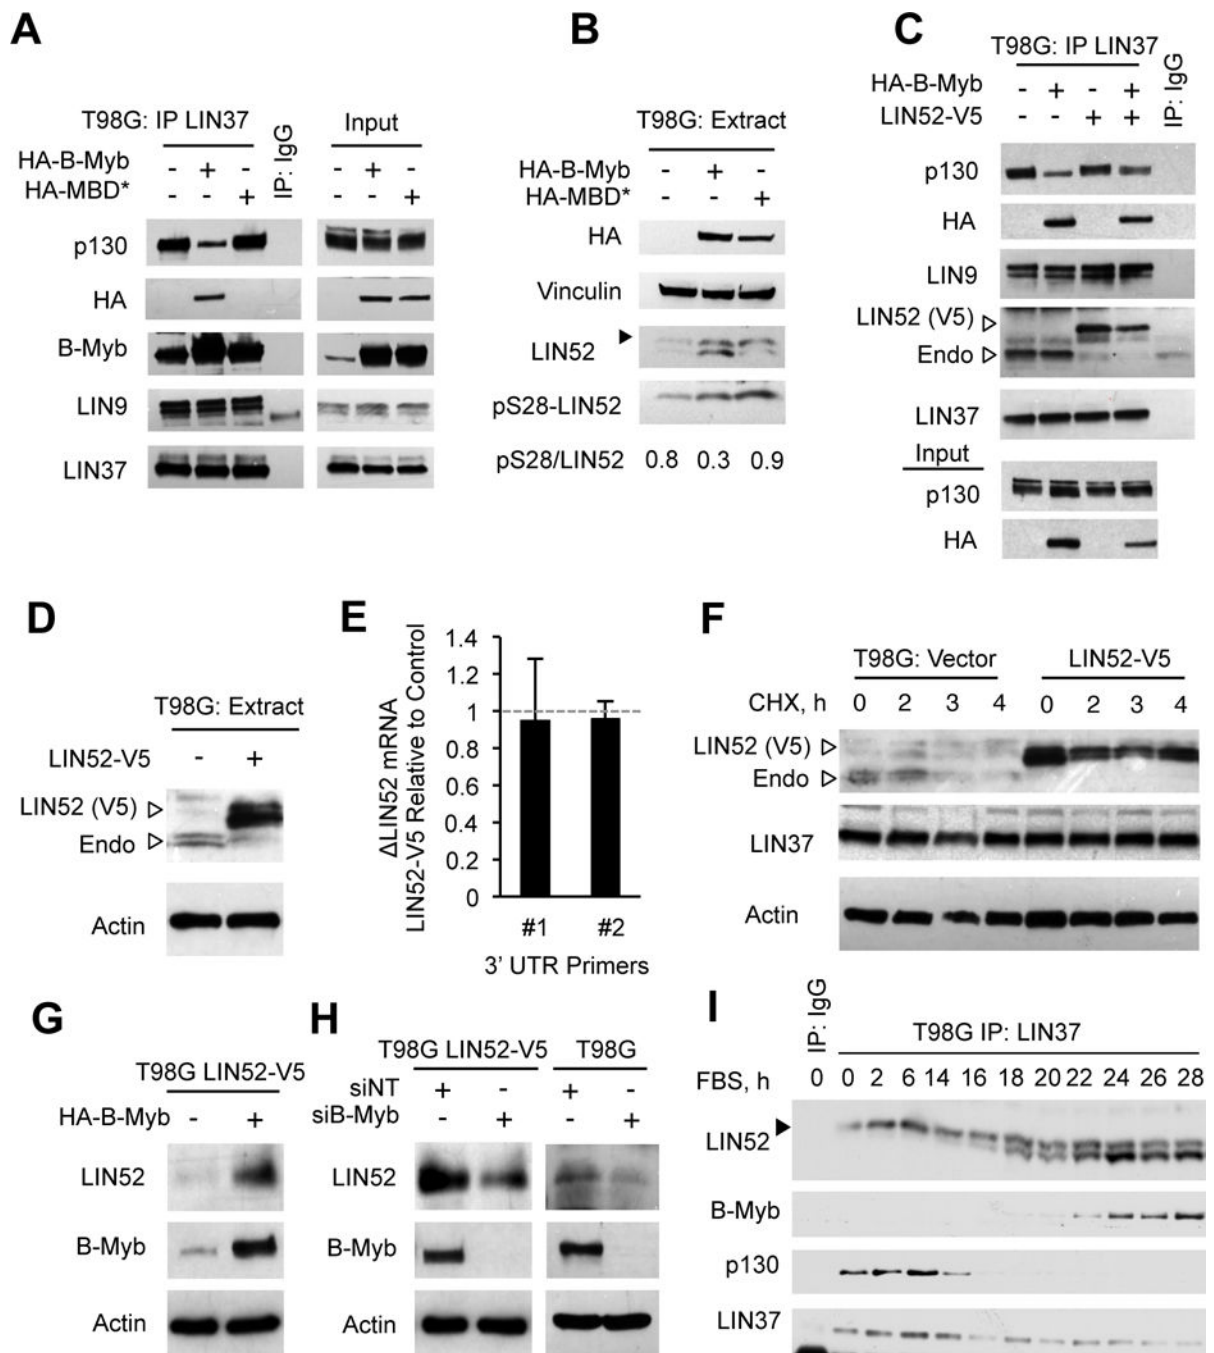 A
T98G: IP LIN37
IP: IgG
Input
HA-B-Myb - + - - + -
HA-MBD* - - + - - +
p130
HA
B-Myb
LIN9
LIN37
B
T98G: Extract
HA-B-Myb - + -
HA-MBD* - - +
HA
Vinculin
LIN52
pS28-LIN52
pS28/LIN52 0.8 0.3 0.9
C
T98G: IP LIN37
IP: IgG
HA-B-Myb - + - +
LIN52-V5 - - + +
p130
HA
LIN9
LIN52 (V5)
Endo
LIN37
Input
p130
HA
D
T98G: Extract
LIN52-V5 - +
LIN52 (V5)
Endo
Actin
E
ΔLIN52 mRNA
LIN52-V5 Relative to Control
1.4
1.2
1
0.8
0.6
0.4
0.2
0
#1 #2
3' UTR Primers
F
T98G: Vector LIN52-V5
CHX, h 0 2 3 4 0 2 3 4
LIN52 (V5)
Endo
LIN37
Actin
G
T98G LIN52-V5
HA-B-Myb - +
LIN52
B-Myb
Actin
H
T98G LIN52-V5 T98G
siNT + - + -
siB-Myb - + - +
LIN52
B-Myb
Actin
I
IP: IgG
T98G IP: LIN37
FBS, h 0 0 2 6 14 16 18 20 22 24 26 28
LIN52
B-Myb
p130
LIN37